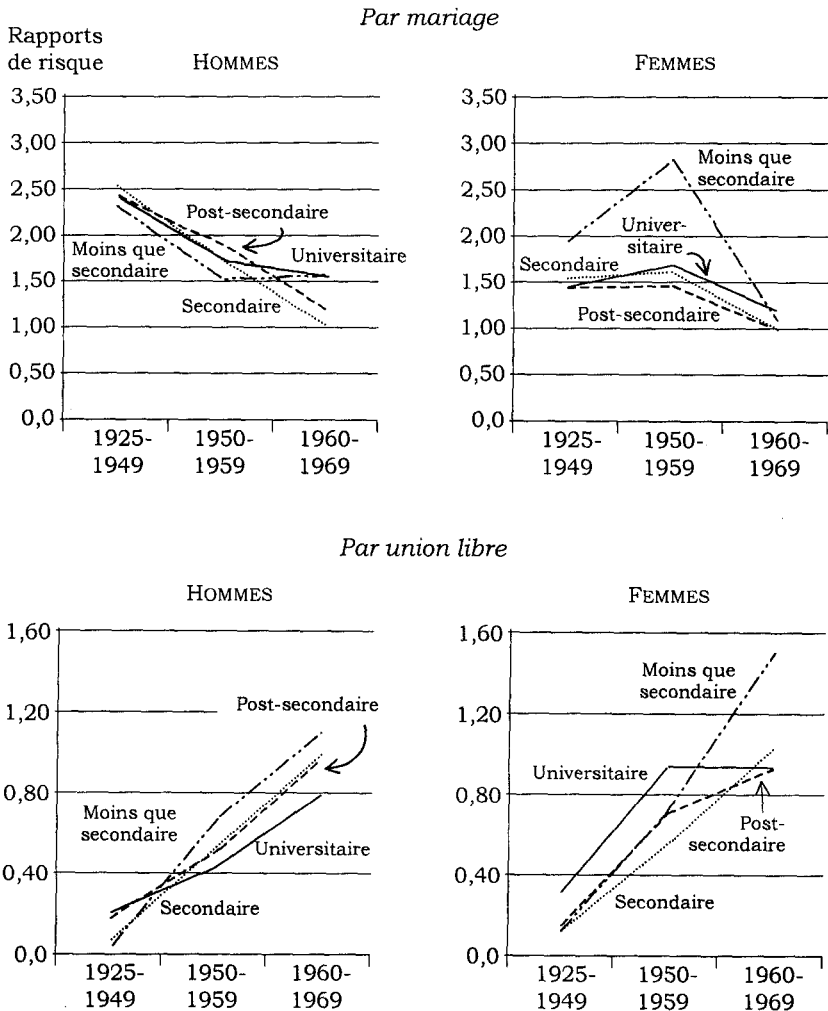 Par mariage
Rapports
de risque
HOMMES
3,50
3,00
2,50
2,00
1,50
1,00
0,50
0,0
Post-secondaire
Moins que
secondaire
Universitaire
Secondaire
1925-
1949
1950-
1959
1960-
1969
FEMMES
3,50
3,00
2,50
2,00
1,50
1,00
0,50
0,0
Moins que
secondaire
Univer-
sitaire
Secondaire
Post-secondaire
1925-
1949
1950-
1959
1960-
1969
Par union libre
HOMMES
1,60
1,20
0,80
0,40
0,0
Post-secondaire
Moins que
secondaire
Universitaire
Secondaire
1925-
1949
1950-
1959
1960-
1969
FEMMES
1,60
1,20
0,80
0,40
0,0
Moins que
secondaire
Universitaire
Post-
secondaire
Secondaire
1925-
1949
1950-
1959
1960-
1969